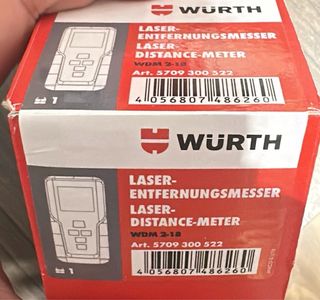 WÜRTH
LASER-
ENTFERNUNGSMESSER
LASER-
DISTANCE-METER
WDM 2-18
Art. 5709 300 522
4 056807 486260
1
WÜRTH
LASER-
ENTFERNUNGSMESSER
LASER-
DISTANCE-METER
WDM 2-18
Art. 5709 300 522
4 056807 486260
1